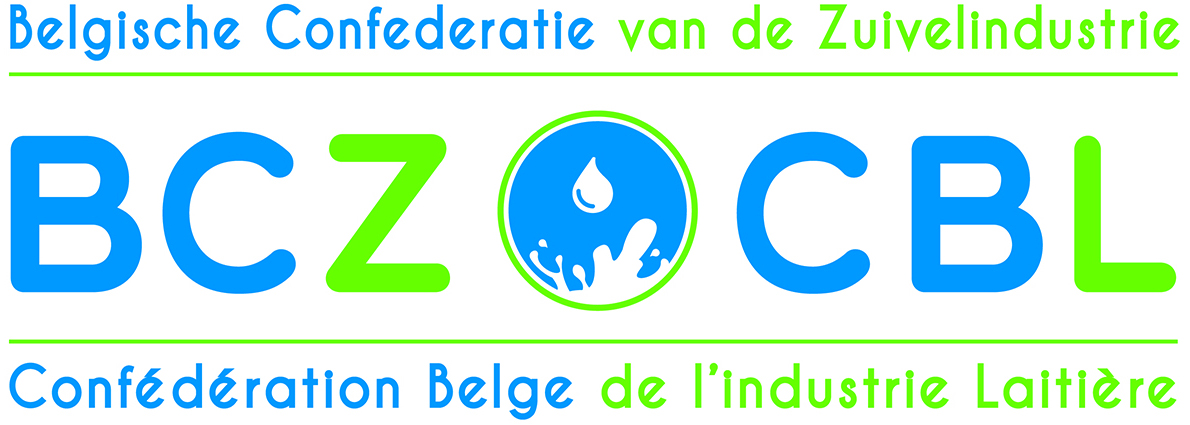 Belgische Confederatie van de Zuivelindustrie
BCZ CBL
Confédération Belge de l'industrie Laitière